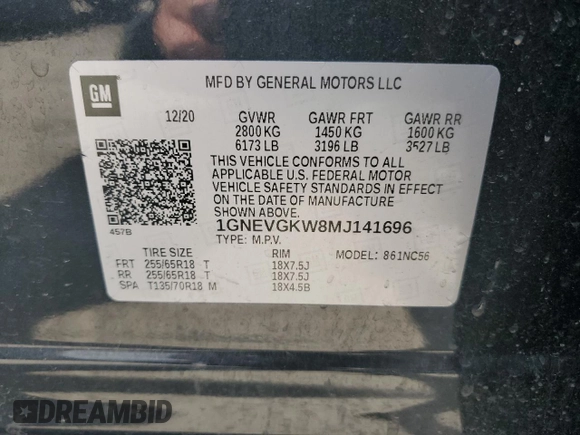 MFD BY GENERAL MOTORS LLC
GM
12/20 GVWR GAWR FRT GAWR RR
2800 KG 1450 KG 1600 KG
6173 LB 3196 LB 3527 LB
THIS VEHICLE CONFORMS TO ALL
APPLICABLE U.S. FEDERAL MOTOR
VEHICLE SAFETY STANDARDS IN EFFECT
ON THE DATE OF MANUFACTURE
SHOWN ABOVE.
457B
1GNEVGKW8MJ141696
TYPE: M.P.V.
TIRE SIZE RIM MODEL: 861NC56
FRT 255/65R18 T 18X7.5J
RR 255/65R18 T 18X7.5J
SPA T135/70R18 M 18X4.5B
DREAMBID